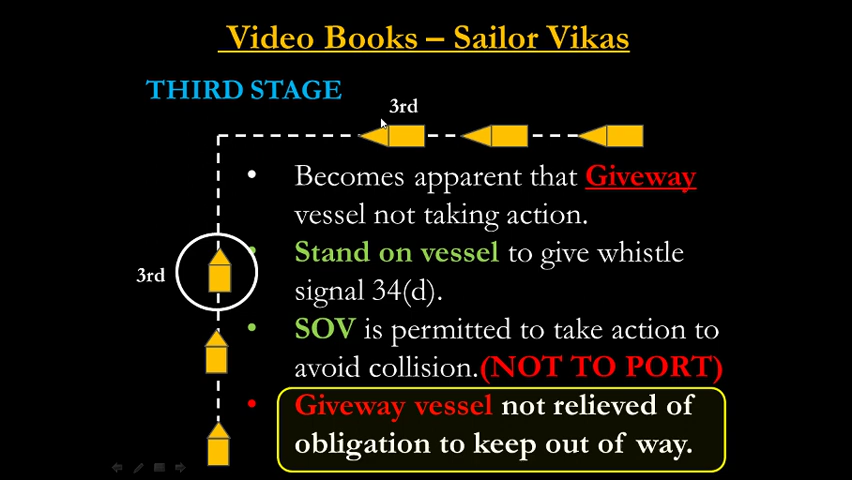 Video Books – Sailor Vikas
THIRD STAGE
3rd
• Becomes apparent that Giveway
vessel not taking action.
• Stand on vessel to give whistle
signal 34(d).
3rd
• SOV is permitted to take action to
avoid collision.(NOT TO PORT)
• Giveway vessel not relieved of
obligation to keep out of way.